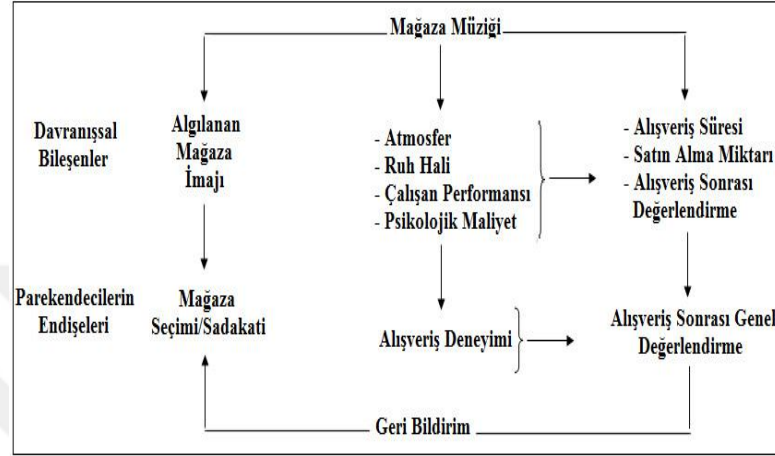 Mağaza Müziği
Davranışsal
Bileşenler
Algılanan
Mağaza
İmajı
- Atmosfer
- Ruh Hali
- Çalışan Performansı
- Psikolojik Maliyet
- Alışveriş Süresi
- Satın Alma Miktarı
- Alışveriş Sonrası
Değerlendirme
Parekendecilerin
Endişeleri
Mağaza
Seçimi/Sadakati
Alışveriş Deneyimi
Alışveriş Sonrası Genel
Değerlendirme
Geri Bildirim